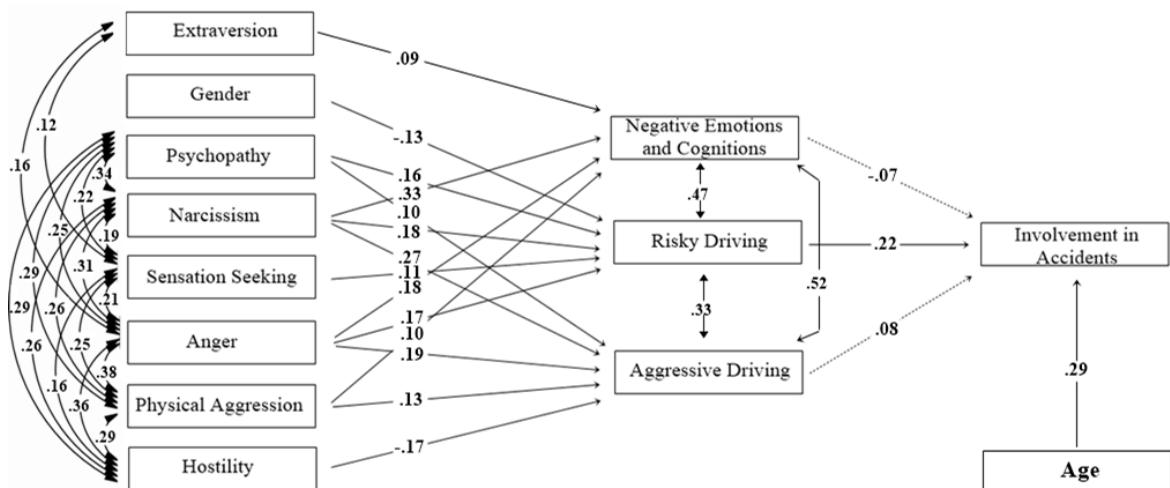 Extraversion
Gender
Psychopathy
Narcissism
Sensation Seeking
Anger
Physical Aggression
Hostility
.12
.16
.34
.22
.19
.25
.31
.29
.21
.29
.26
.26
.25
.38
.16
.36
.29
.09
-.13
.16
.33
.10
.18
.27
.11
.18
.17
.10
.19
.13
-.17
Negative Emotions
and Cognitions
.47
Risky Driving
.33
Aggressive Driving
.52
-.07
.22
.08
Involvement in
Accidents
.29
Age